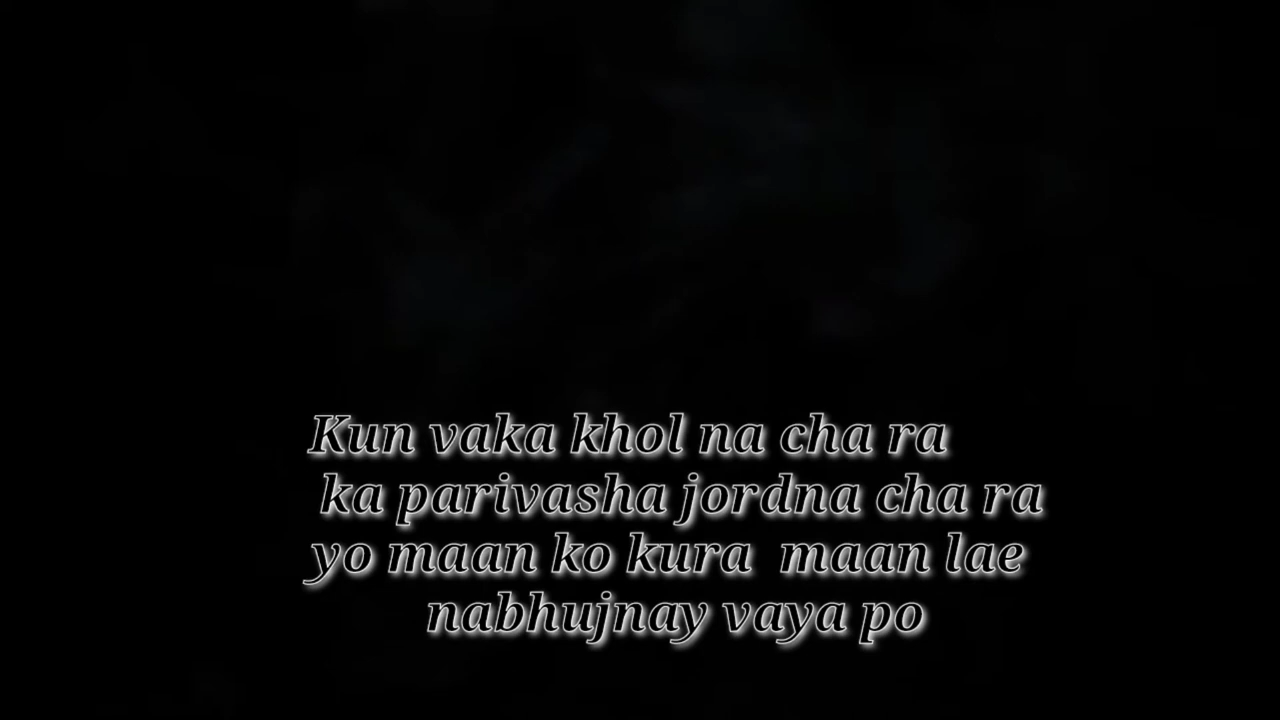 Kun vaka khol na cha ra
ka parivasha jordna cha ra
yo maan ko kura maan lae
nabhujnay vaya po